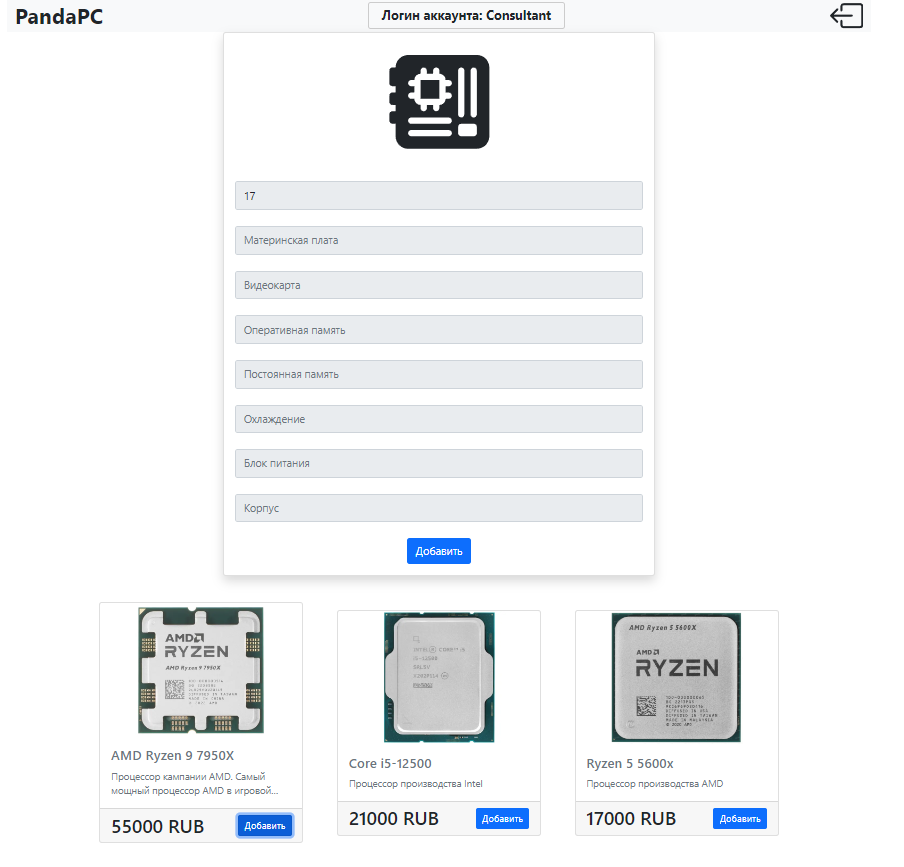 PandaPC
Логин аккаунта: Consultant
17
Материнская плата
Видеокарта
Оперативная память
Постоянная память
Охлаждение
Блок питания
Корпус
Добавить
AMD
RYZEN
AMD Ryzen 9 7950X
AMD Ryzen 9 7950X
Процессор кампании AMD. Самый
мощный процессор AMD в игровой...
55000 RUB
Добавить
Core i5-12500
Процессор производства Intel
21000 RUB
Добавить
AMD Ryzen 5 5600X
AMD
RYZEN
Ryzen 5 5600x
Процессор производства AMD
17000 RUB
Добавить